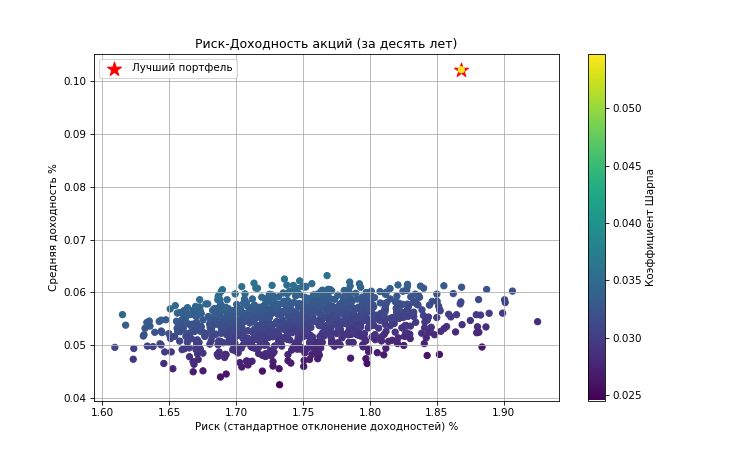 Риск-Доходность акций (за десять лет)
Лучший портфель
Средняя доходность %
0.10
0.09
0.08
0.07
0.06
0.05
0.04
1.60 1.65 1.70 1.75 1.80 1.85 1.90
Риск (стандартное отклонение доходностей) %
0.050
0.045
0.040
0.035
0.030
0.025
Коэффициент Шарпа